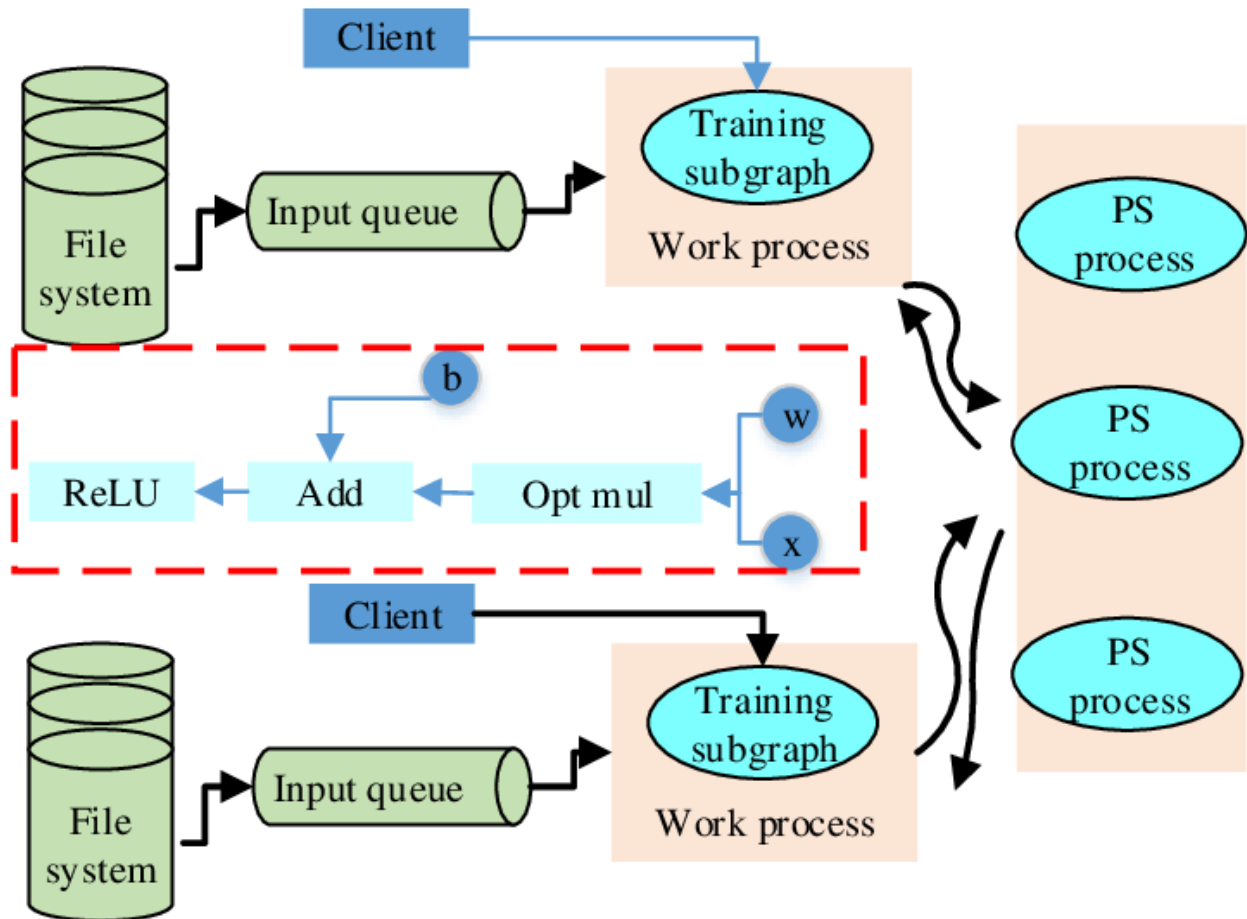 Client
Training
subgraph
Input queue
File
system
Work process
PS
process
b
w
PS
process
ReLU
Add
Opt mul
x
Client
PS
process
Training
subgraph
Input queue
File
system
Work process